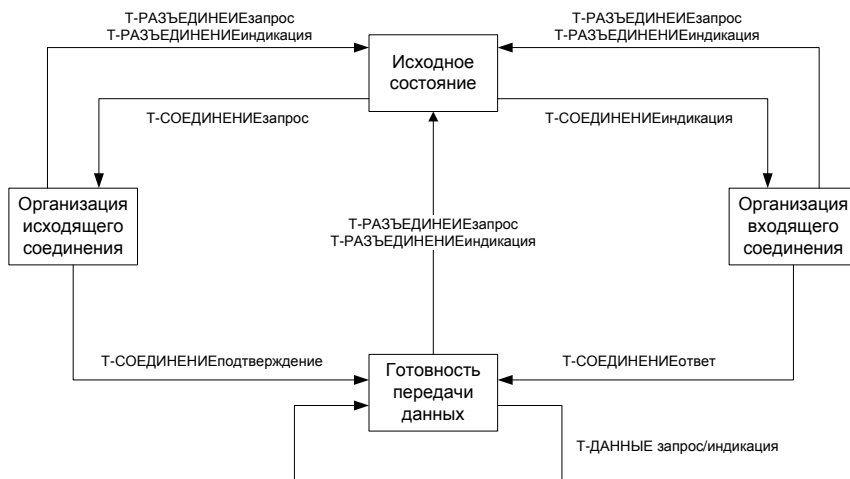 Т-РАЗЪЕДИНЕИЕзапрос
Т-РАЗЪЕДИНЕНИЕиндикация
Т-РАЗЪЕДИНЕИЕзапрос
Т-РАЗЪЕДИНЕНИЕиндикация
Исходное
состояние
Т-СОЕДИНЕНИЕзапрос
Т-СОЕДИНЕНИЕиндикация
Организация
исходящего
соединения
Т-РАЗЪЕДИНЕИЕзапрос
Т-РАЗЪЕДИНЕНИЕиндикация
Организация
входящего
соединения
Т-СОЕДИНЕНИЕподтверждение
Готовность
передачи
данных
Т-СОЕДИНЕНИЕответ
Т-ДАННЫЕ запрос/индикация